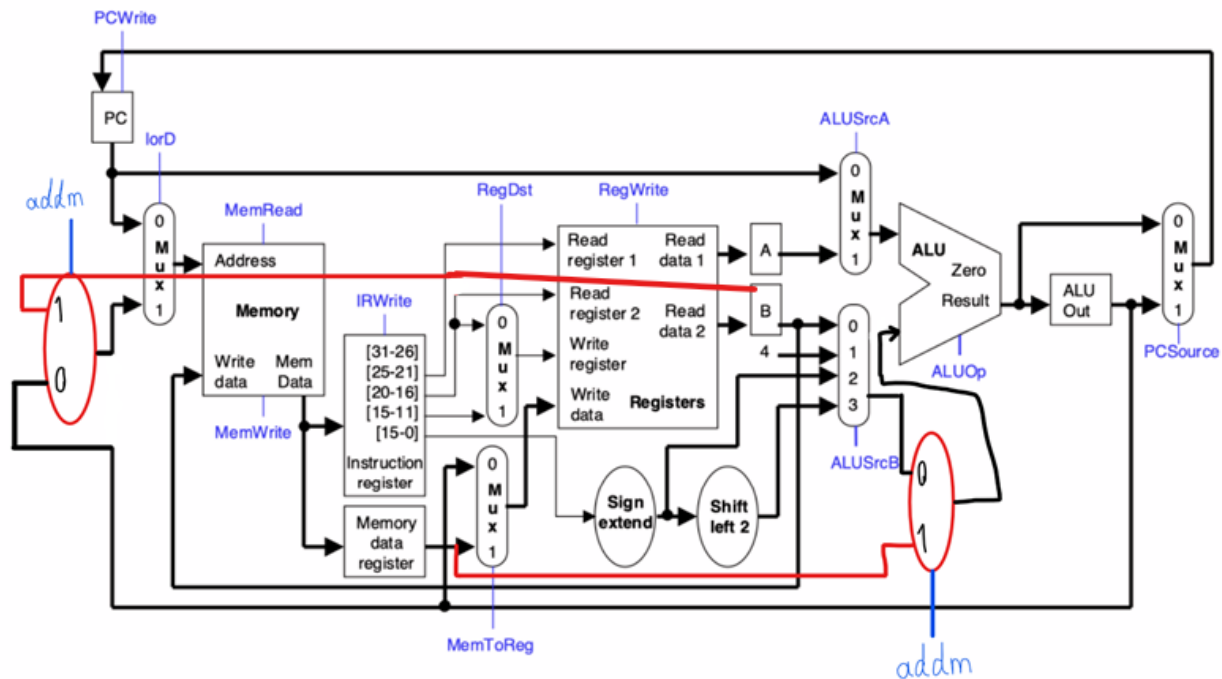 PCWrite
PC
IorD
addm
1
0
0
M
u
x
1
MemRead
Address
Memory
Write data
Mem Data
MemWrite
IRWrite
[31-26]
[25-21]
[20-16]
[15-11]
[15-0]
Instruction
register
Memory
data
register
RegDst
0
M
u
x
1
0
M
u
x
1
MemToReg
RegWrite
Read
register 1
Read
data 1
Read
register 2
Read
data 2
Write
register
Write
data
Registers
Sign
extend
Shift
left 2
A
B
4
ALUSrcA
0
M
u
x
1
0
1
2
3
ALUSrcB
ALU
Zero
Result
ALUOp
ALU
Out
0
M
u
x
1
PCSource
0
1
addm